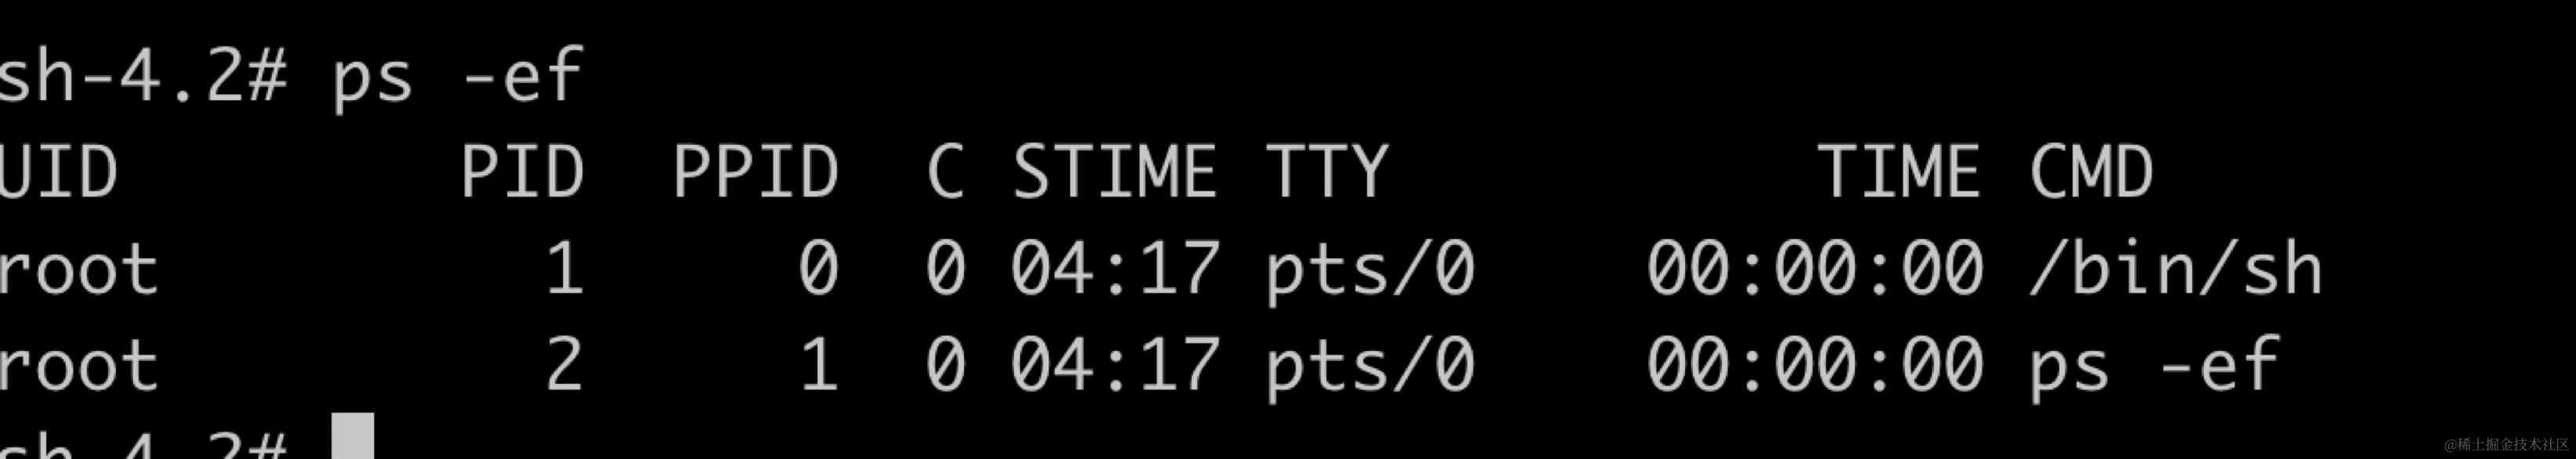 sh-4.2# ps -ef
UID        PID  PPID  C STIME TTY          TIME CMD
root         1     0  0 04:17 pts/0    00:00:00 /bin/sh
root         2     1  0 04:17 pts/0    00:00:00 ps -ef
sh-4.2#
@稀土掘金技术社区